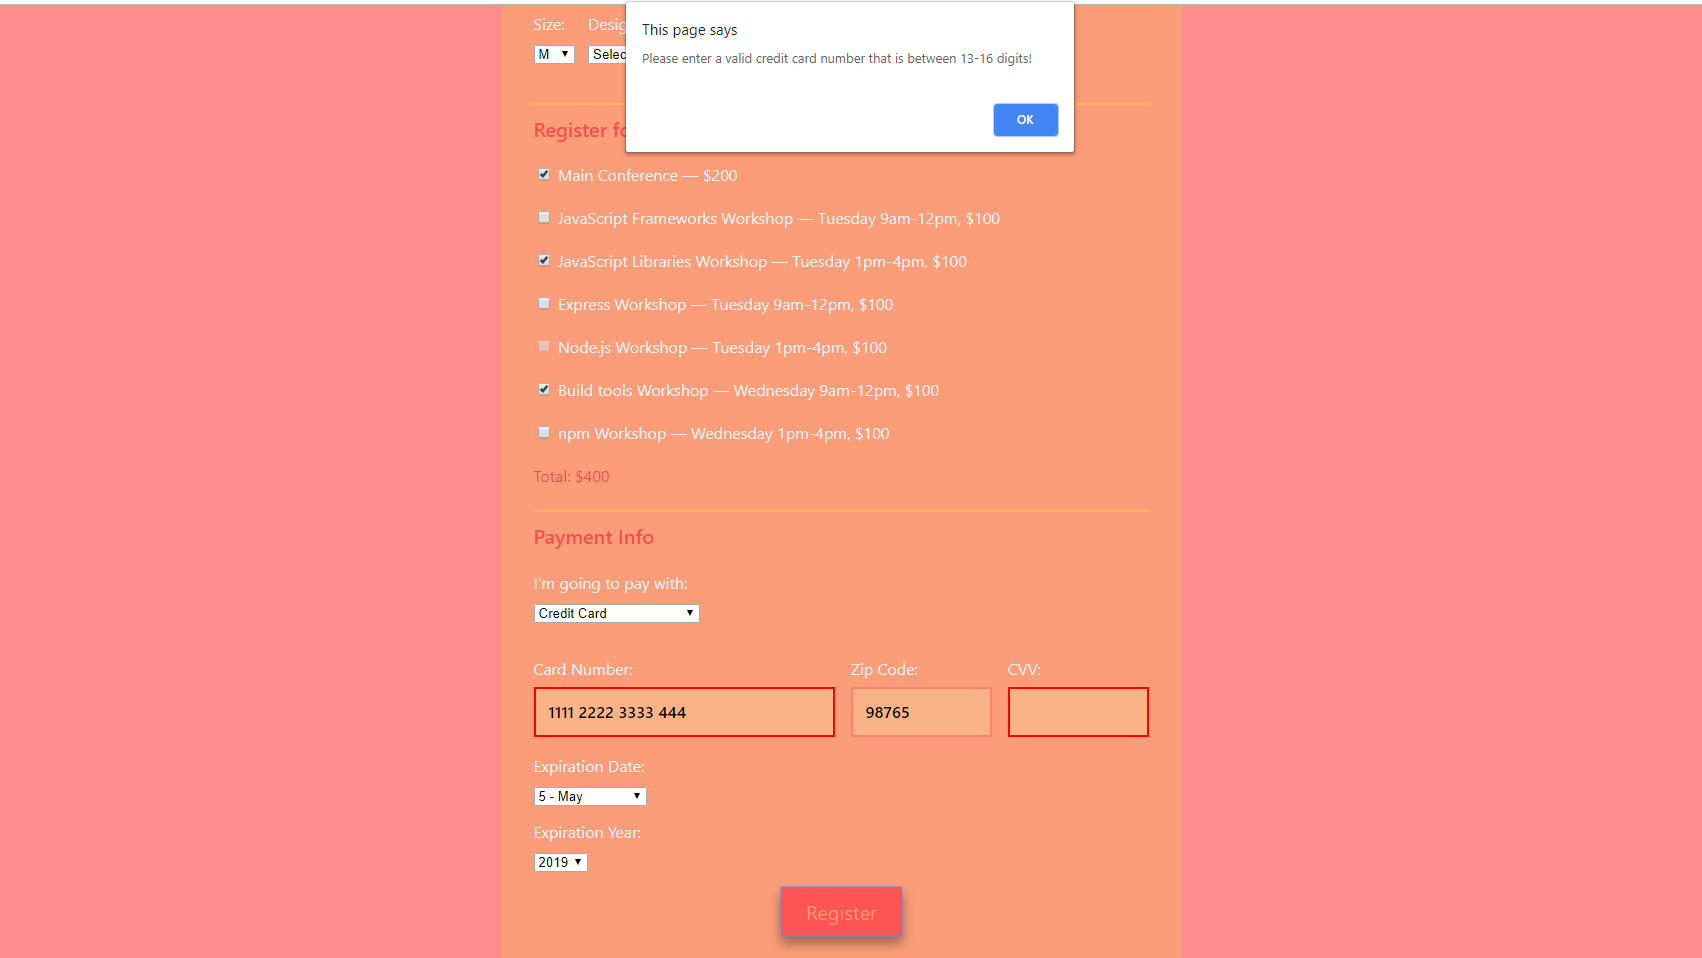 This page says
Please enter a valid credit card number that is between 13-16 digits!
OK
Size:
M
Register
Main Conference — $200
JavaScript Frameworks Workshop — Tuesday 9am-12pm, $100
JavaScript Libraries Workshop — Tuesday 1pm-4pm, $100
Express Workshop — Tuesday 9am-12pm, $100
Node.js Workshop — Tuesday 1pm-4pm, $100
Build tools Workshop — Wednesday 9am-12pm, $100
npm Workshop — Wednesday 1pm-4pm, $100
Total: $400
Payment Info
I'm going to pay with:
Credit Card
Card Number: Zip Code: CVV:
1111 2222 3333 444 98765
Expiration Date:
5 - May
Expiration Year:
2019
Register